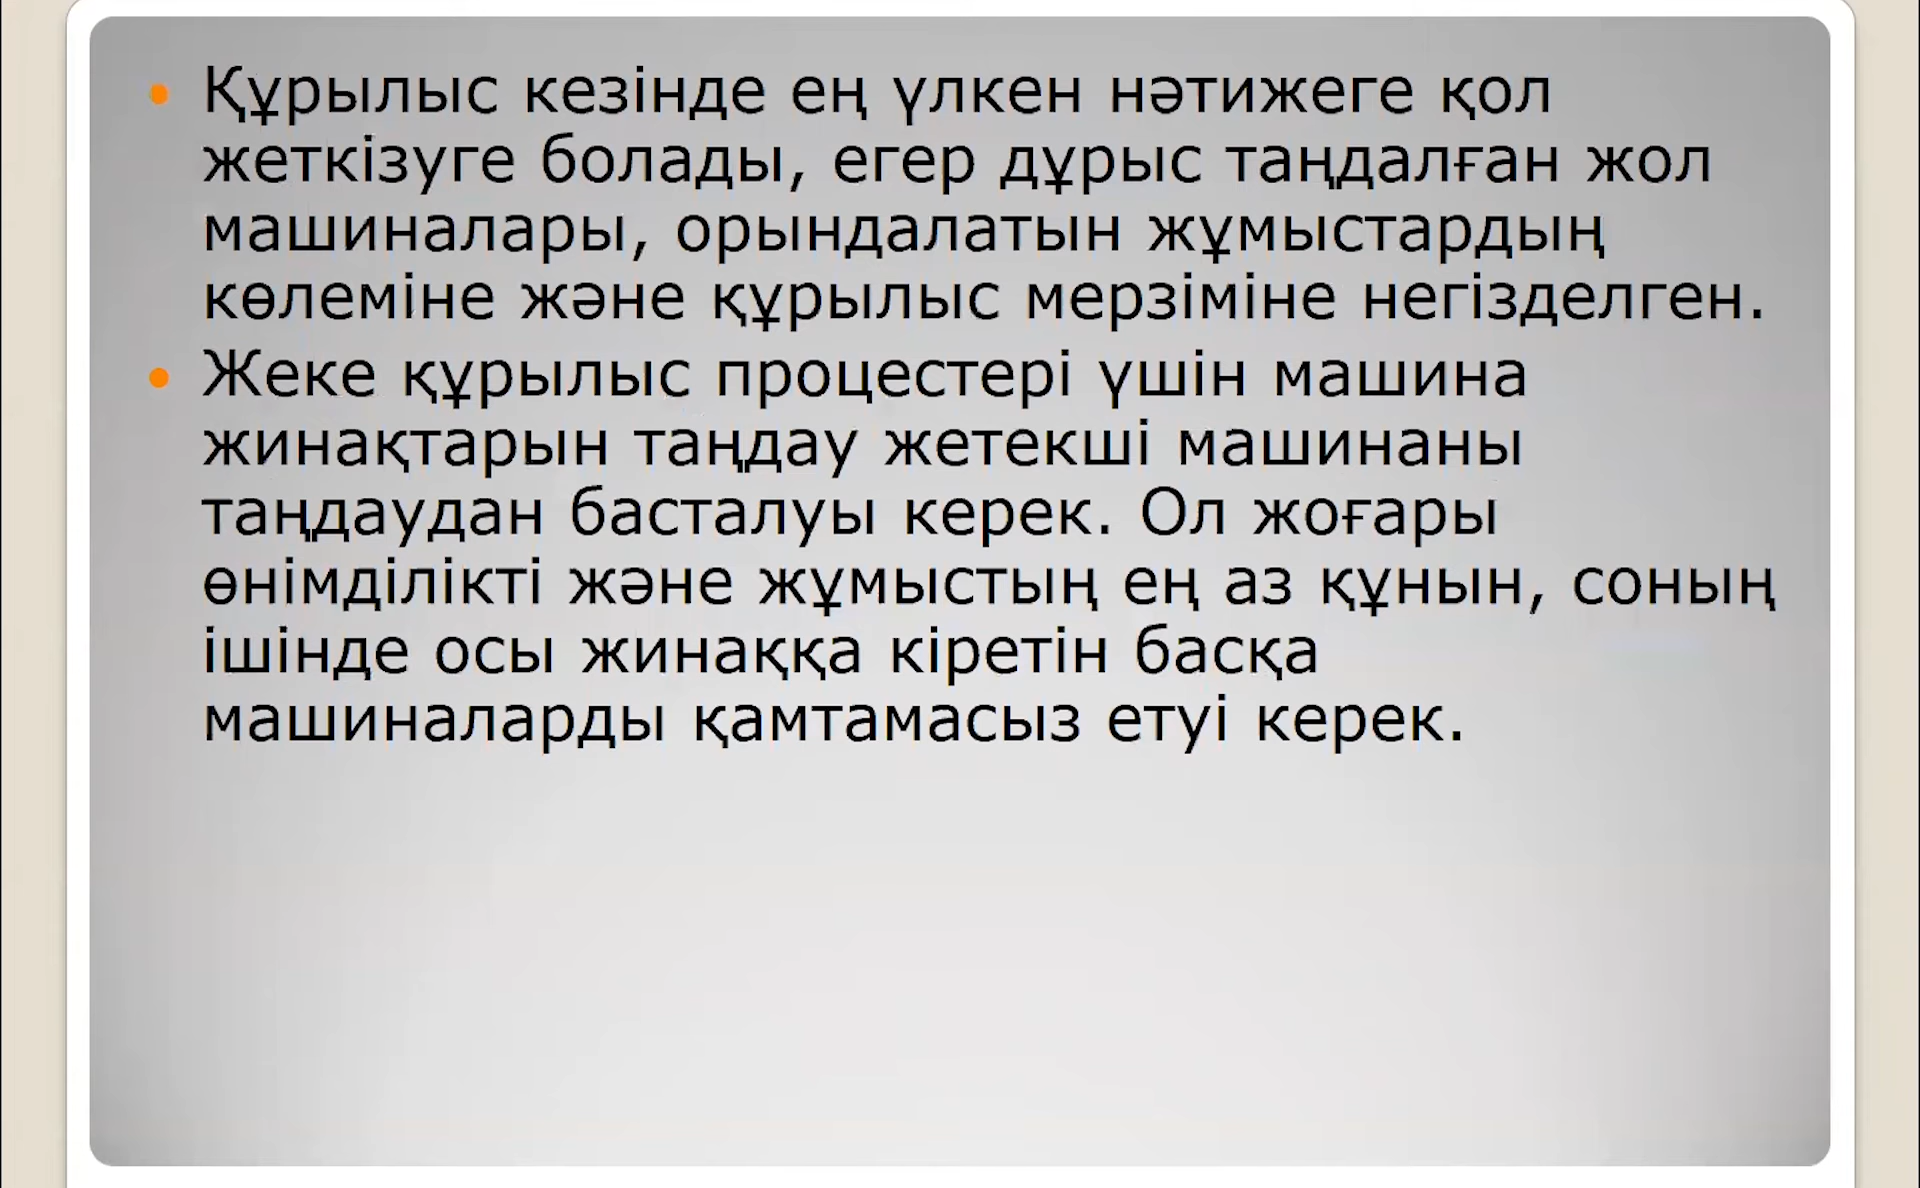 Құрылыс кезінде ең үлкен нәтижеге қол
жеткізуге болады, егер дұрыс таңдалған жол
машиналары, орындалатын жұмыстардың
көлеміне және құрылыс мерзіміне негізделген.
Жеке құрылыс процестері үшін машина
жинақтарын таңдау жетекші машинаны
таңдаудан басталуы керек. Ол жоғары
өнімділікті және жұмыстың ең аз құнын, соның
ішінде осы жинаққа кіретін басқа
машиналарды қамтамасыз етуі керек.